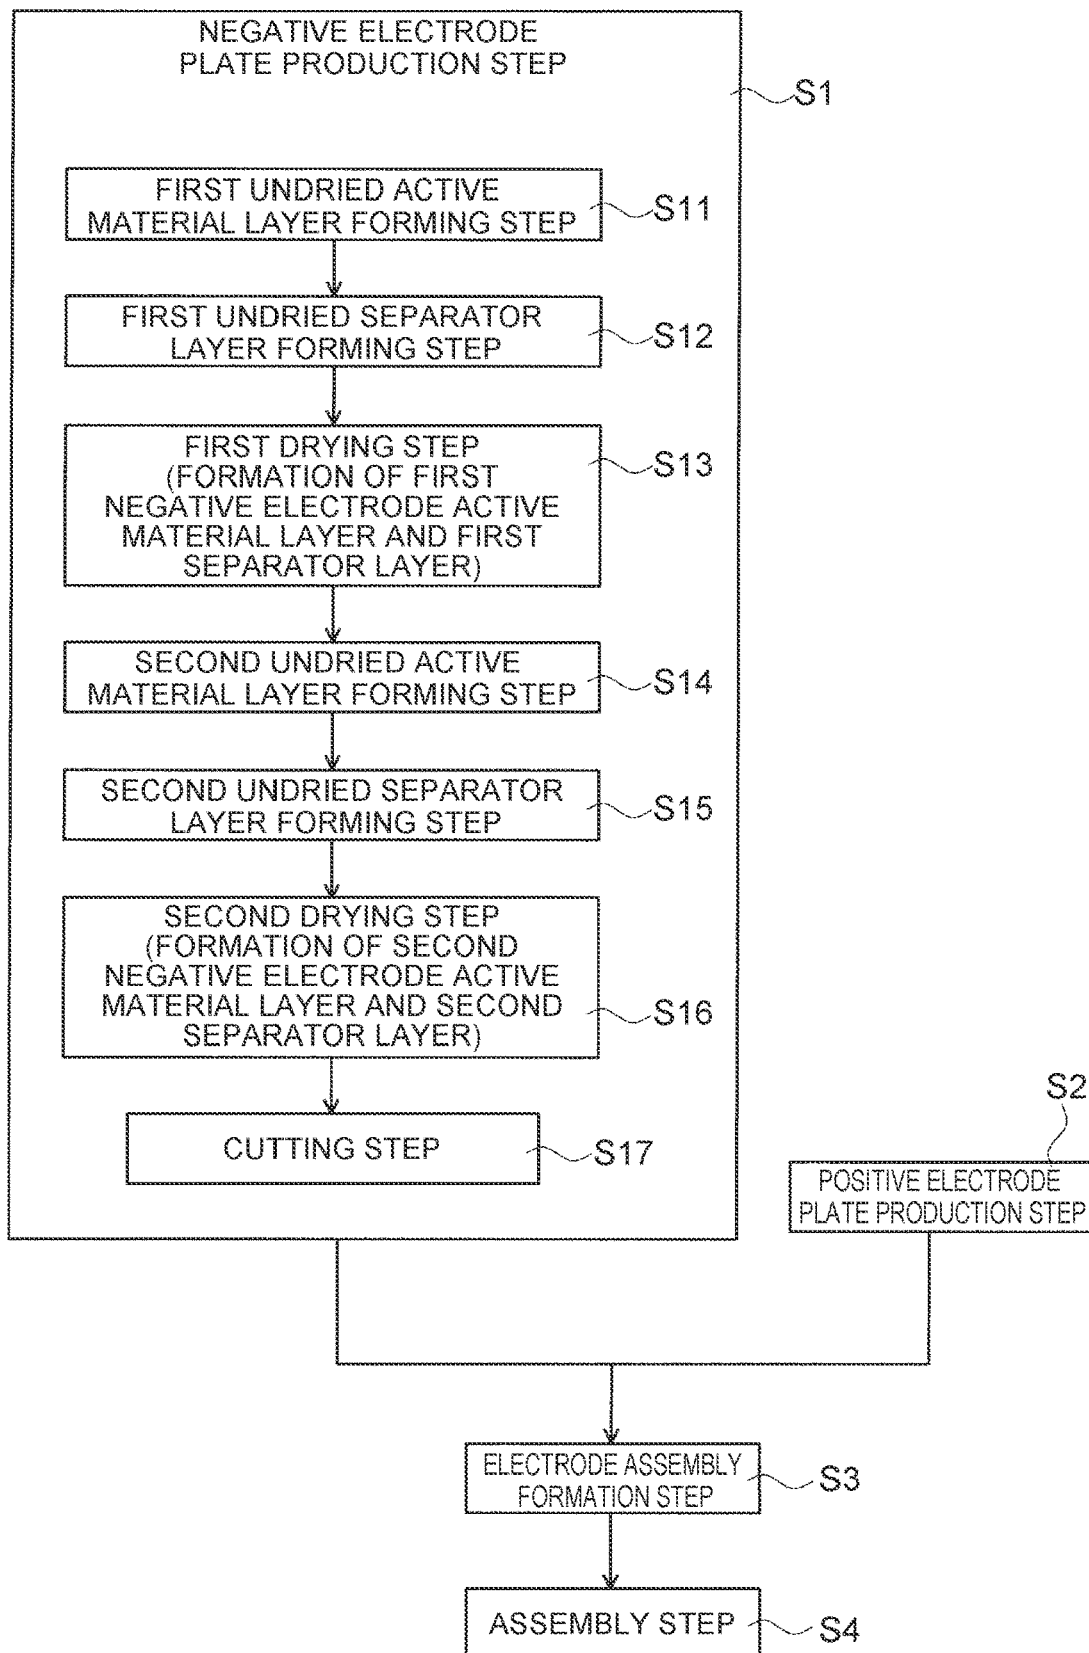 NEGATIVE ELECTRODE
PLATE PRODUCTION STEP
S1
FIRST UNDRIED ACTIVE
MATERIAL LAYER FORMING STEP
S11
FIRST UNDRIED SEPARATOR
LAYER FORMING STEP
S12
FIRST DRYING STEP
(FORMATION OF FIRST
NEGATIVE ELECTRODE ACTIVE
MATERIAL LAYER AND FIRST
SEPARATOR LAYER)
S13
SECOND UNDRIED ACTIVE
MATERIAL LAYER FORMING STEP
S14
SECOND UNDRIED SEPARATOR
LAYER FORMING STEP
S15
SECOND DRYING STEP
(FORMATION OF SECOND
NEGATIVE ELECTRODE ACTIVE
MATERIAL LAYER AND SECOND
SEPARATOR LAYER)
S16
CUTTING STEP
S17
S2
POSITIVE ELECTRODE
PLATE PRODUCTION STEP
ELECTRODE ASSEMBLY
FORMATION STEP
S3
ASSEMBLY STEP
S4